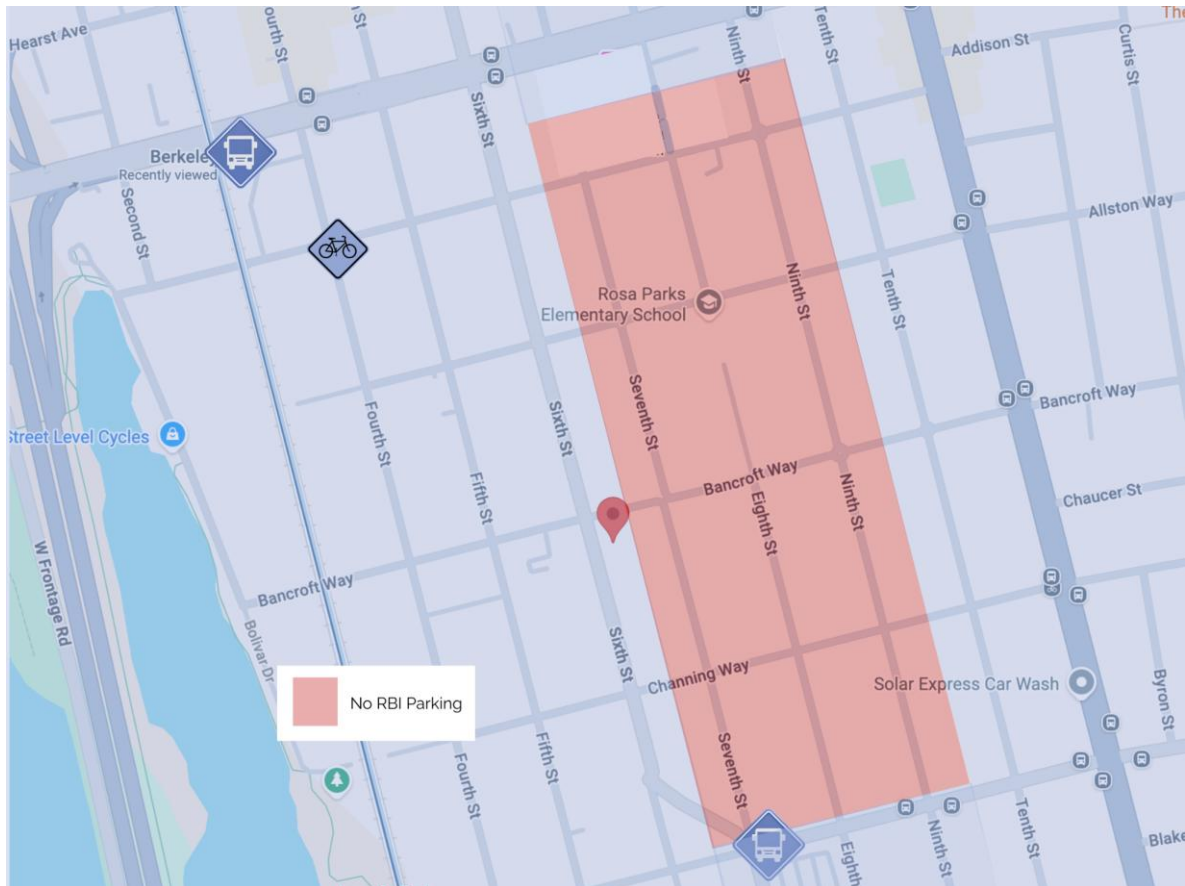 The
Hearst Ave
ourth St
Sixth St
Ninth St
Tenth St
Addison St
Curtis St
Berkeley
Recently viewed
Second St
Allston Way
Rosa Parks
Elementary School
Ninth St
Tenth St
Street Level Cycles
Fourth St
Sixth St
Seventh St
Bancroft Way
Fifth St
Bancroft Way
Eighth St
Ninth St
Chaucer St
W Frontage Rd
Bancroft Way
Bolivar Dr
Sixth St
Channing Way
Solar Express Car Wash
Byron St
No RBI Parking
Fifth St
Fourth St
Seventh St
Eighth
Ninth St
Tenth St
Blake